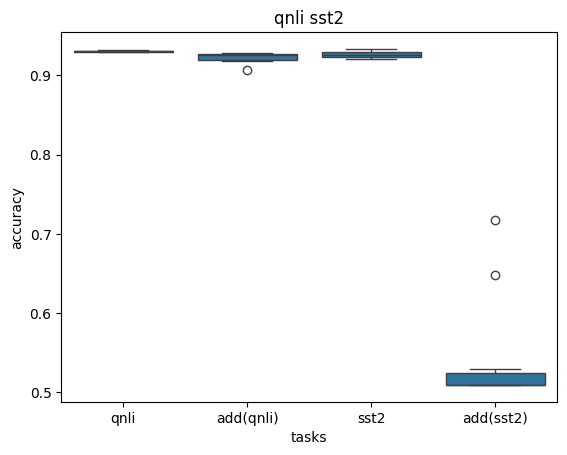 qnli sst2
accuracy
0.9
0.8
0.7
0.6
0.5
qnli add(qnli) sst2 add(sst2)
tasks